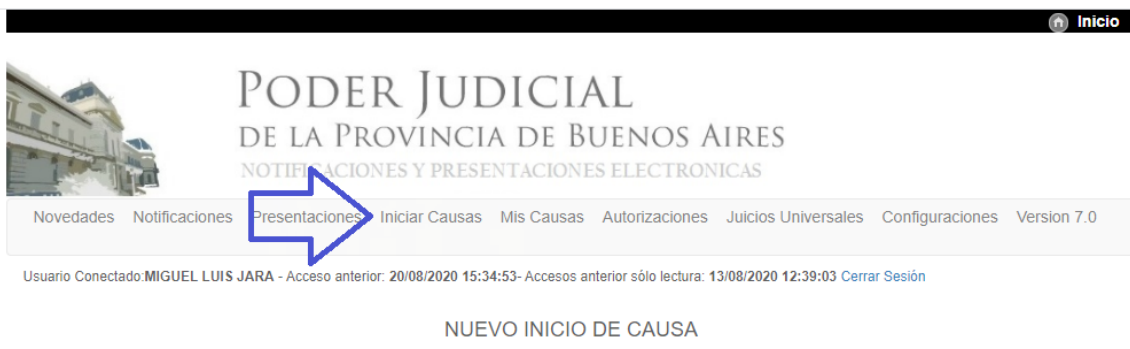 Inicio
PODER JUDICIAL
DE LA PROVINCIA DE BUENOS AIRES
NOTIFICACIONES Y PRESENTACIONES ELECTRONICAS
Novedades Notificaciones Presentaciones Iniciar Causas Mis Causas Autorizaciones Juicios Universales Configuraciones Version 7.0
Usuario Conectado:MIGUEL LUIS JARA - Acceso anterior: 20/08/2020 15:34:53- Accesos anterior sólo lectura: 13/08/2020 12:39:03 Cerrar Sesión
NUEVO INICIO DE CAUSA